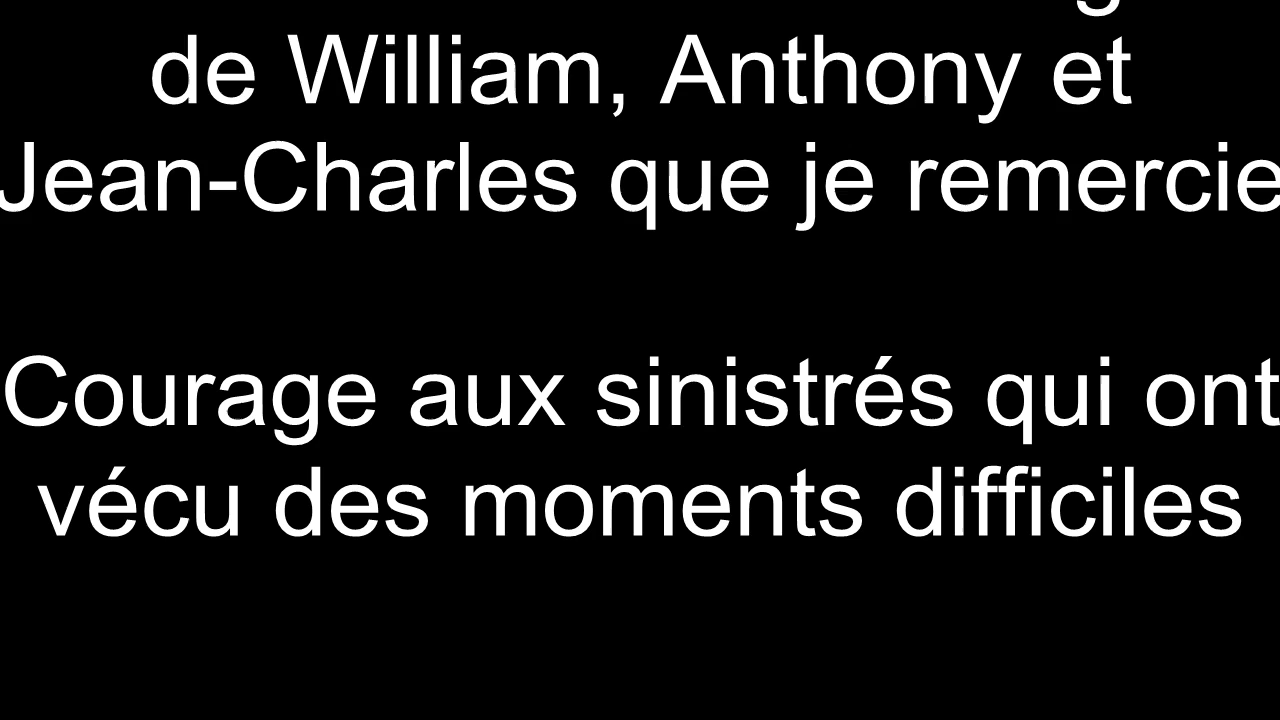 de William, Anthony et
Jean-Charles que je remercie
Courage aux sinistrés qui ont
vécu des moments difficiles